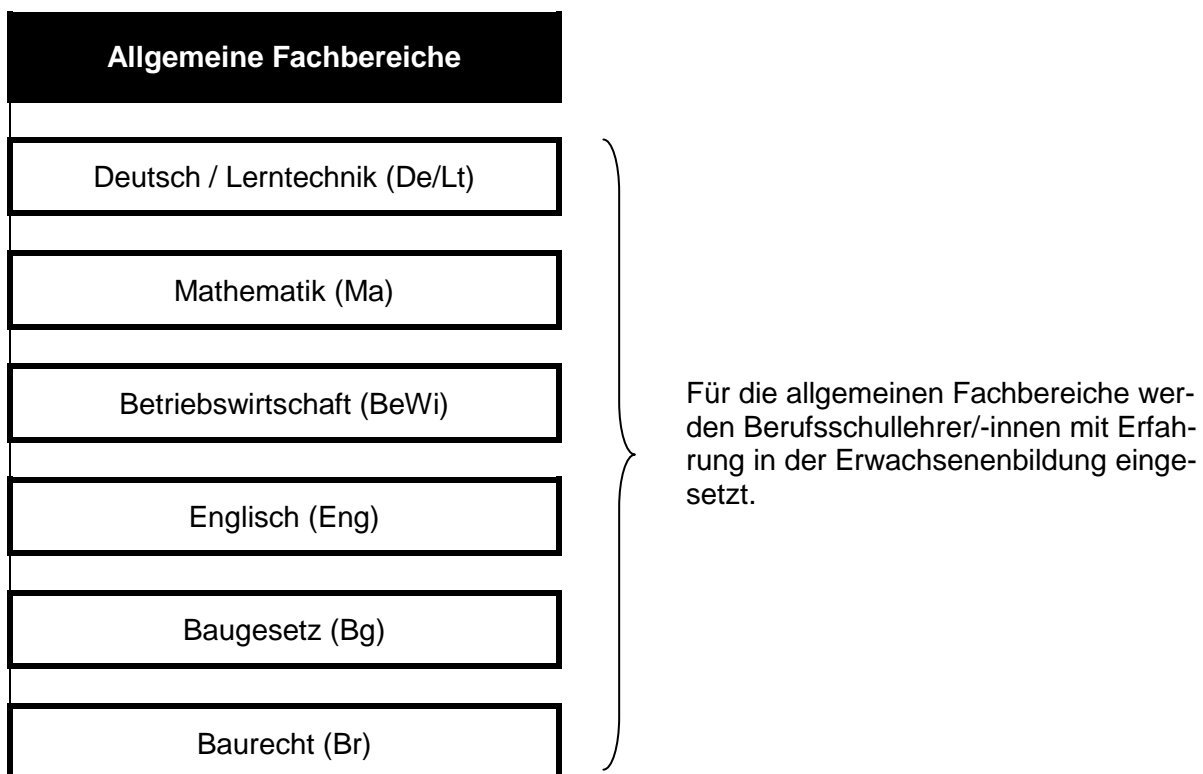 Allgemeine Fachbereiche
Deutsch / Lerntechnik (De/Lt)
Mathematik (Ma)
Betriebswirtschaft (BeWi)
Englisch (Eng)
Baugesetz (Bg)
Baurecht (Br)
Für die allgemeinen Fachbereiche wer-
den Berufsschullehrer/-innen mit Erfah-
rung in der Erwachsenenbildung einge-
setzt.